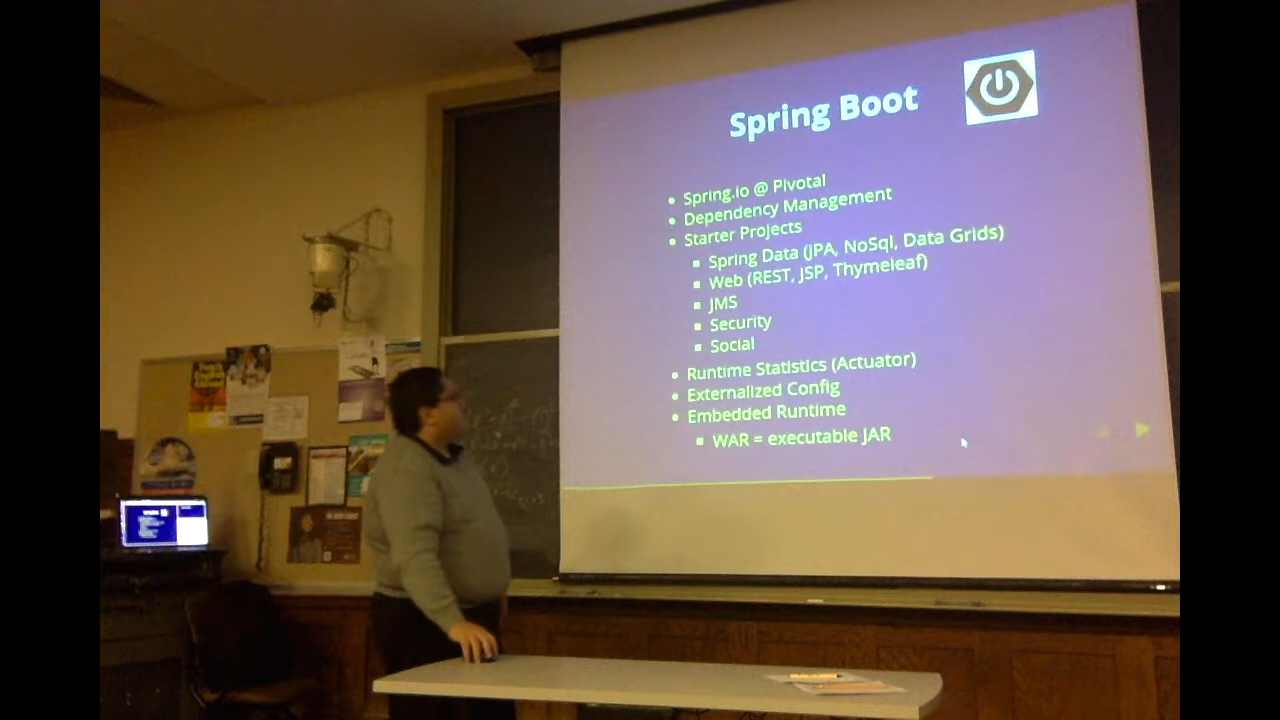 Spring Boot
Spring.io @ Pivotal
Dependency Management
Starter Projects
Spring Data (JPA, NoSql, Data Grids)
Web (REST, JSP, Thymeleaf)
JMS
Security
Social
Runtime Statistics (Actuator)
Externalized Config
Embedded Runtime
WAR = executable JAR